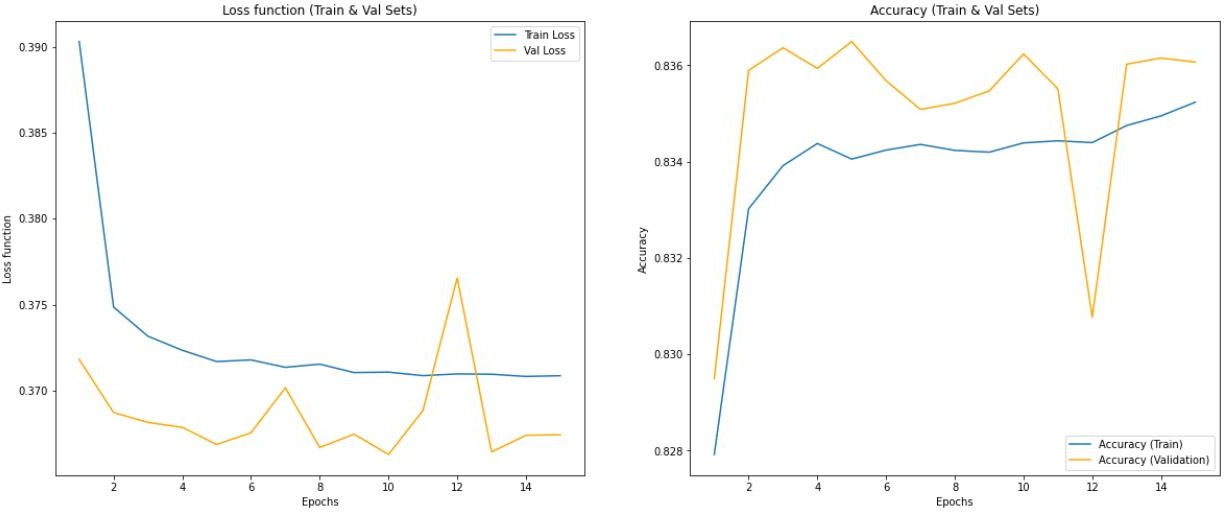 Loss function (Train & Val Sets)
0.390
0.385
0.380
0.375
0.370
Loss function
2 4 6 8 10 12 14
Epochs
Train Loss
Val Loss
Accuracy (Train & Val Sets)
0.836
0.834
0.832
0.830
0.828
Accuracy
2 4 6 8 10 12 14
Epochs
Accuracy (Train)
Accuracy (Validation)